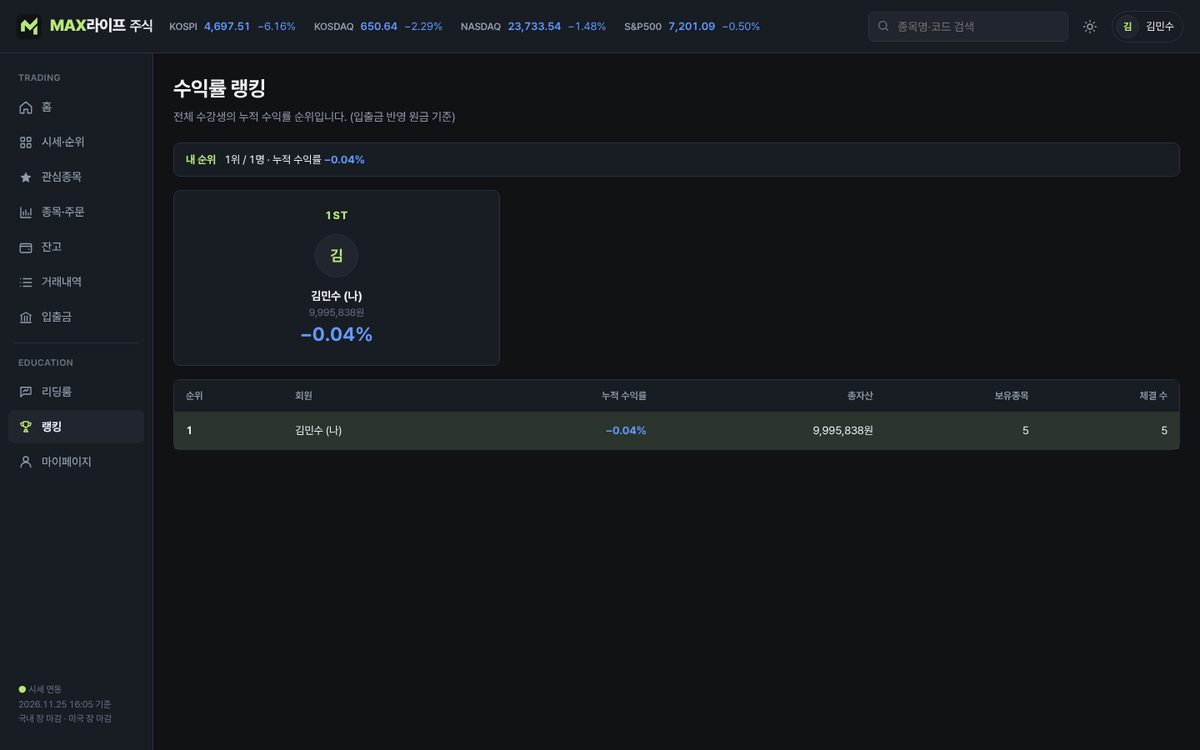 MAX라이프 주식 KOSPI 4,697.51 −6.16% KOSDAQ 650.64 −2.29% NASDAQ 23,733.54 −1.48% S&P500 7,201.09 −0.50% 종목명·코드 검색 김 김민수
TRADING
홈
시세·순위
관심종목
종목·주문
잔고
거래내역
입출금
EDUCATION
리딩룸
랭킹
마이페이지
시세 연동
2026.11.25 16:05 기준
국내 장 마감 · 미국 장 마감
수익률 랭킹
전체 수강생의 누적 수익률 순위입니다. (입출금 반영 원금 기준)
내 순위 1위 / 1명 · 누적 수익률 −0.04%
1ST
김
김민수 (나)
9,995,838원
−0.04%
순위 회원 누적 수익률 총자산 보유종목 체결 수
1 김민수 (나) −0.04% 9,995,838원 5 5